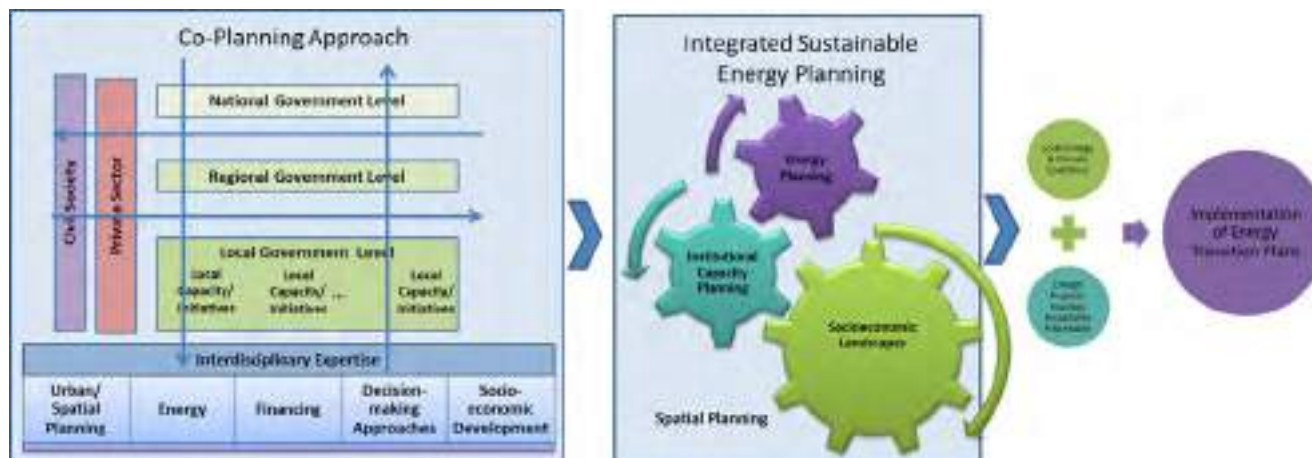 Co-Planning Approach
National Government Level
Regional Government Level
Civil Society
Private Sector
Local Government Level
Local
Capacity/
Initiatives
Local
Capacity/ ...
Initiatives
Local
Capacity/
Initiatives
Interdisciplinary Expertise
Urban/
Spatial
Planning
Energy
Financing
Decision-
making
Approaches
Socio-
economic
Development
Integrated Sustainable
Energy Planning
Energy
Planning
Institutional
Capacity
Planning
Socioeconomic
Landscapes
Spatial Planning
Implementation
of Energy
Transition Plans